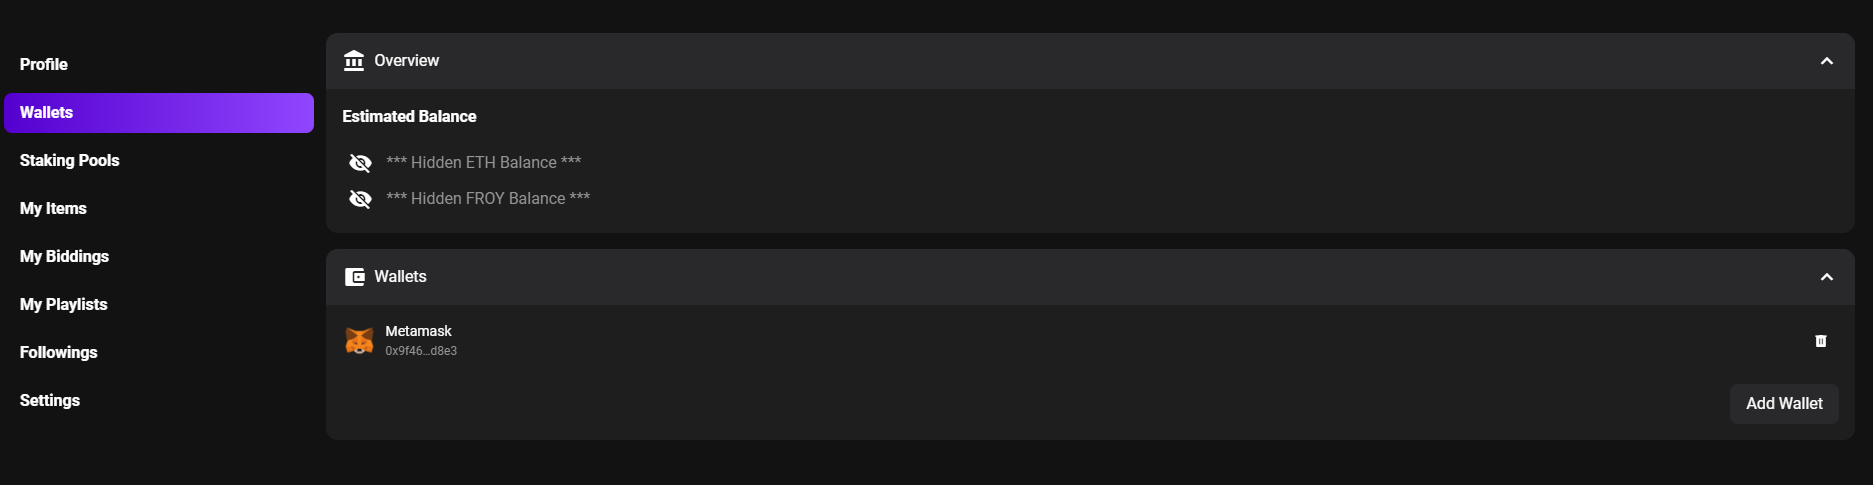 Profile
Wallets
Staking Pools
My Items
My Biddings
My Playlists
Followings
Settings
Overview
Estimated Balance
*** Hidden ETH Balance ***
*** Hidden FROY Balance ***
Wallets
Metamask
0x9f46...d8e3
Add Wallet